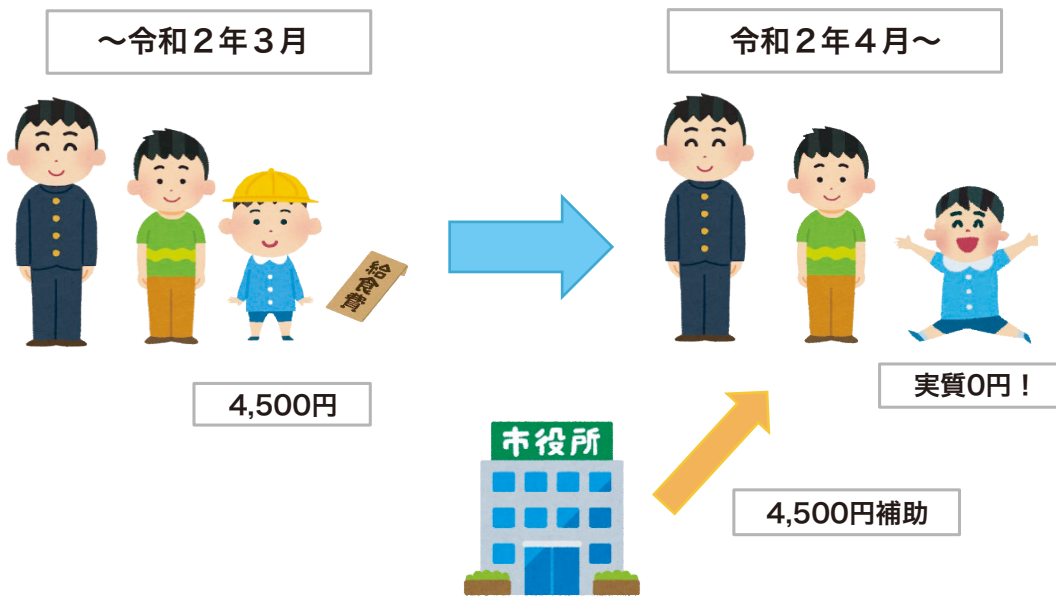 ～令和２年３月
令和２年４月～
給食費
4,500円
実質0円！
市役所
4,500円補助